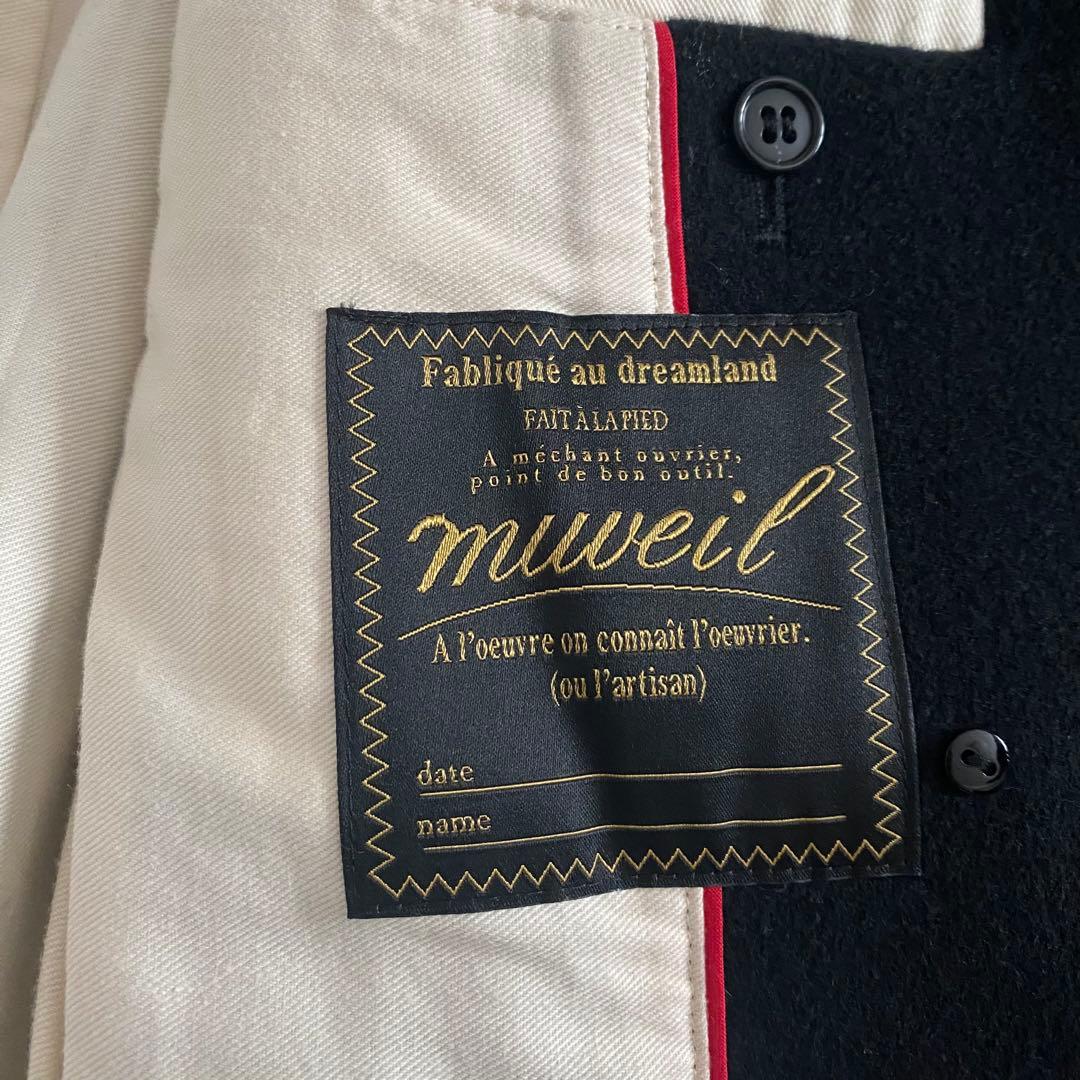 Fabliqué au dreamland
FAIT À LA PIED
A méchant ouvrier,
point de bon outil.
muweil
A l'oeuvre on connaît l'oeuvrier.
(ou l'artisan)
date
name